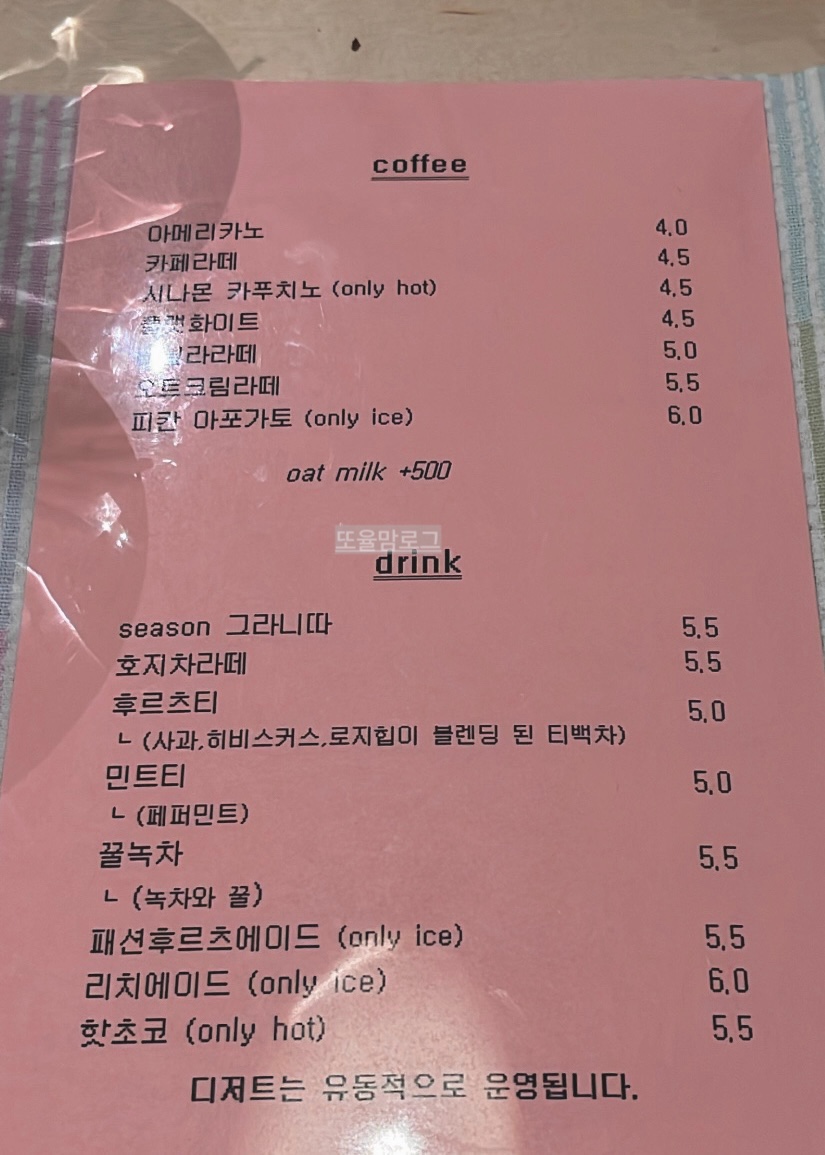 coffee
아메리카노 4.0
카페라떼 4.5
시나몬 카푸치노 (only hot) 4.5
플랫화이트 4.5
5.0
오트크림라떼 5.5
피칸 아포가토 (only ice) 6.0
oat milk +500
또율맘로그
drink
season 그라니따 5.5
호지차라떼 5.5
후르츠티 5.0
ㄴ (사과,히비스커스,로지힙이 블렌딩 된 티백차)
민트티 5.0
ㄴ (페퍼민트)
꿀녹차 5.5
ㄴ (녹차와 꿀)
패션후르츠에이드 (only ice) 5.5
리치에이드 (only ice) 6.0
핫초코 (only hot) 5.5
디저트는 유동적으로 운영됩니다.